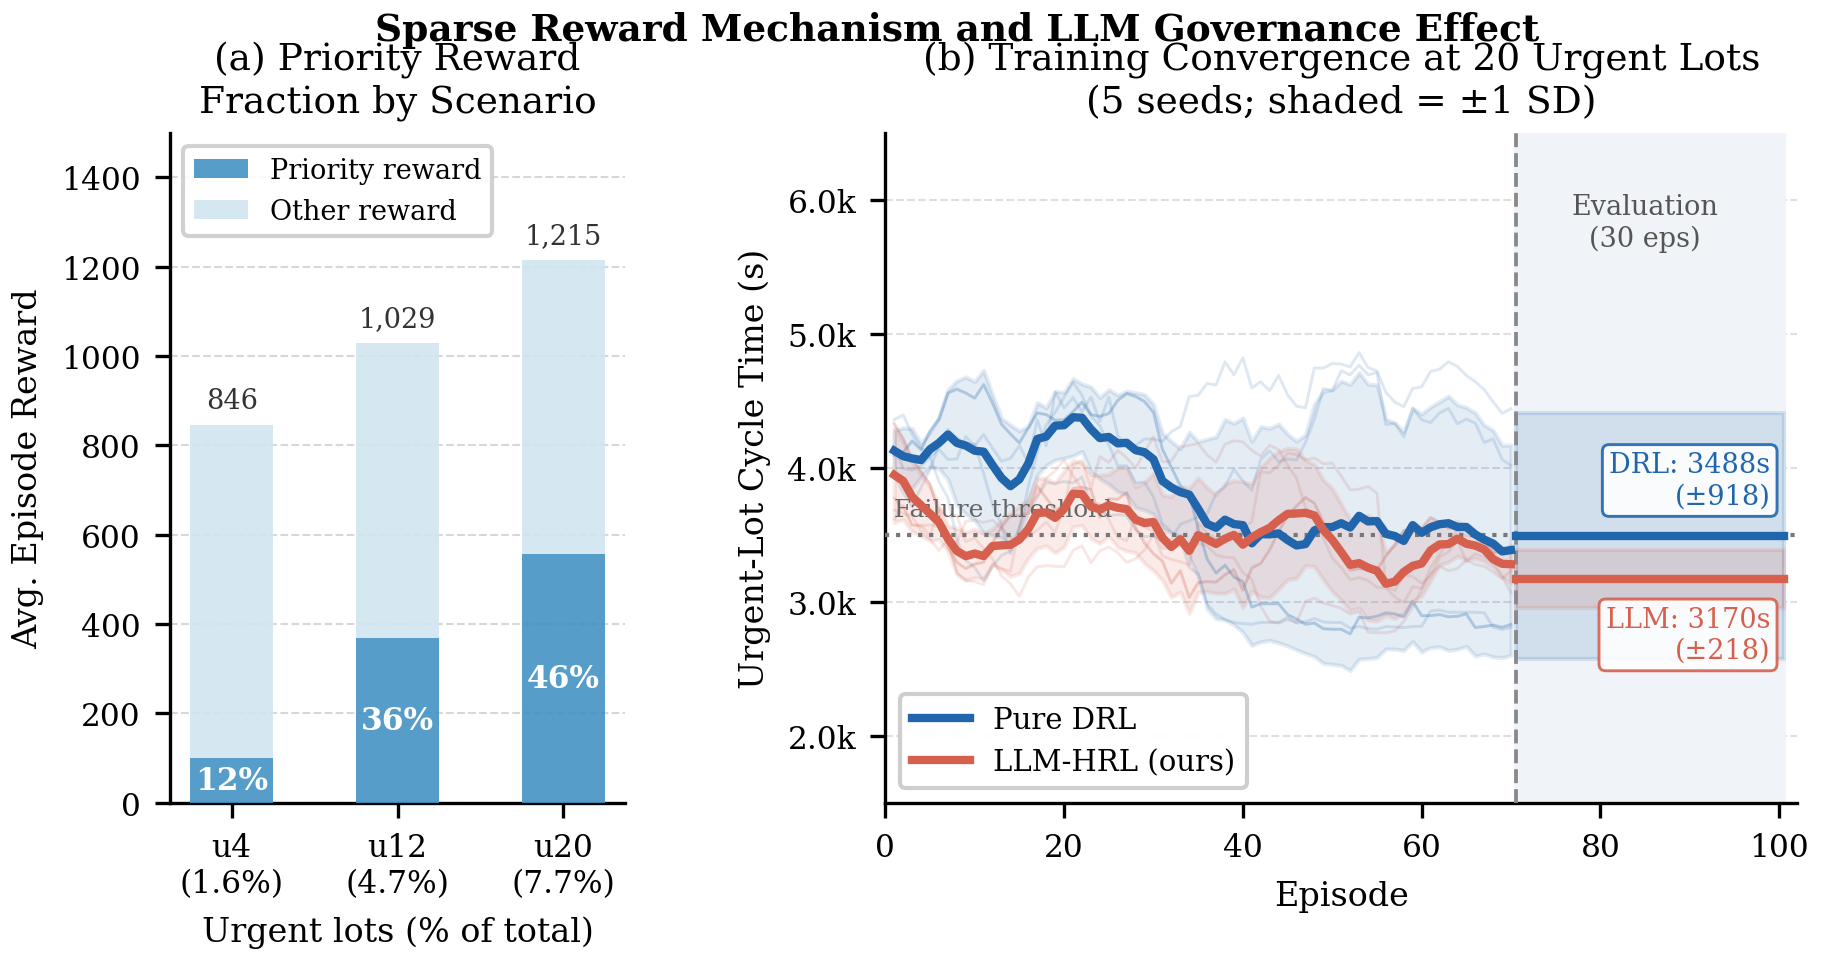 Sparse Reward Mechanism and LLM Governance Effect
(a) Priority Reward
Fraction by Scenario
Priority reward
Other reward
1400
1200
1000
800
600
400
200
0
Avg. Episode Reward
846
1,029
1,215
12%
36%
46%
u4
(1.6%)
u12
(4.7%)
u20
(7.7%)
Urgent lots (% of total)
(b) Training Convergence at 20 Urgent Lots
(5 seeds; shaded = ±1 SD)
6.0k
5.0k
4.0k
3.0k
2.0k
Urgent-Lot Cycle Time (s)
Evaluation
(30 eps)
Failure threshold
DRL: 3488s
(±918)
LLM: 3170s
(±218)
Pure DRL
LLM-HRL (ours)
0
20
40
60
80
100
Episode